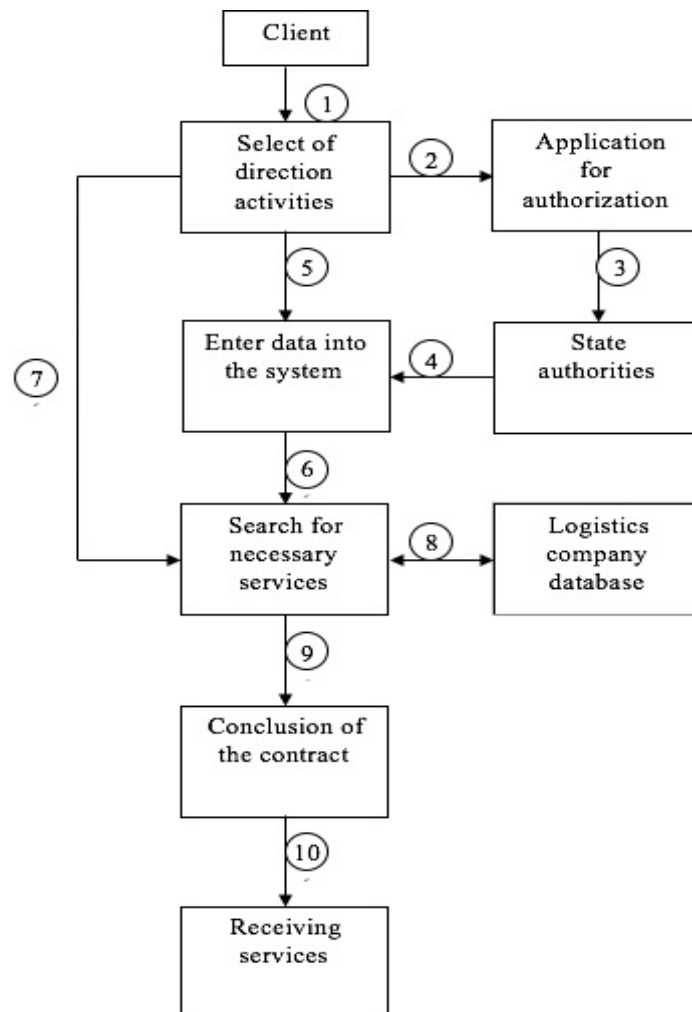 Client
1
Select of
direction
activities
2
Application
for
authorization
5
3
Enter data into
the system
4
State
authorities
7
6
Search for
necessary
services
8
Logistics
company
database
9
Conclusion of
the contract
10
Receiving
services